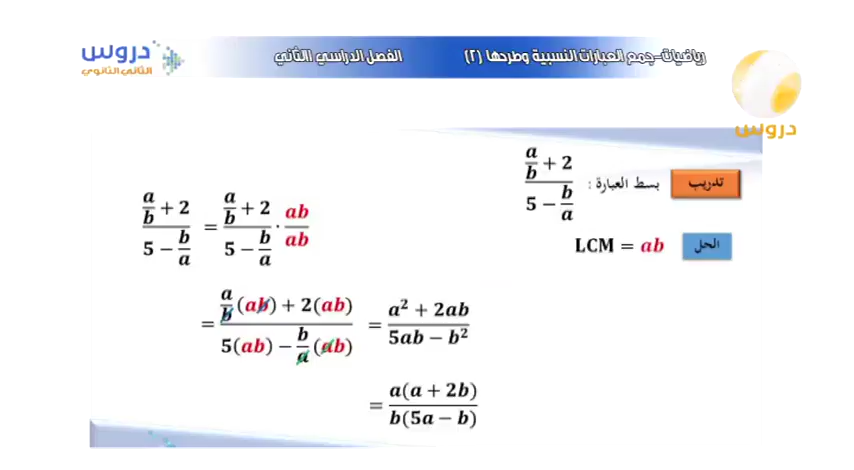 رياضيات-جمع العبارات النسبية وطرحها (٢) الفصل الدراسي الثاني
دروس
الثاني الثانوي
دروس
تدريب بسط العبارة : (a/b + 2)/(5 − b/a)
الحل LCM = ab
(a/b + 2)/(5 − b/a) = (a/b + 2)/(5 − b/a) · ab/ab
= (a/b (ab) + 2(ab))/(5(ab) − b/a (ab)) = (a² + 2ab)/(5ab − b²)
= a(a + 2b)/b(5a − b)